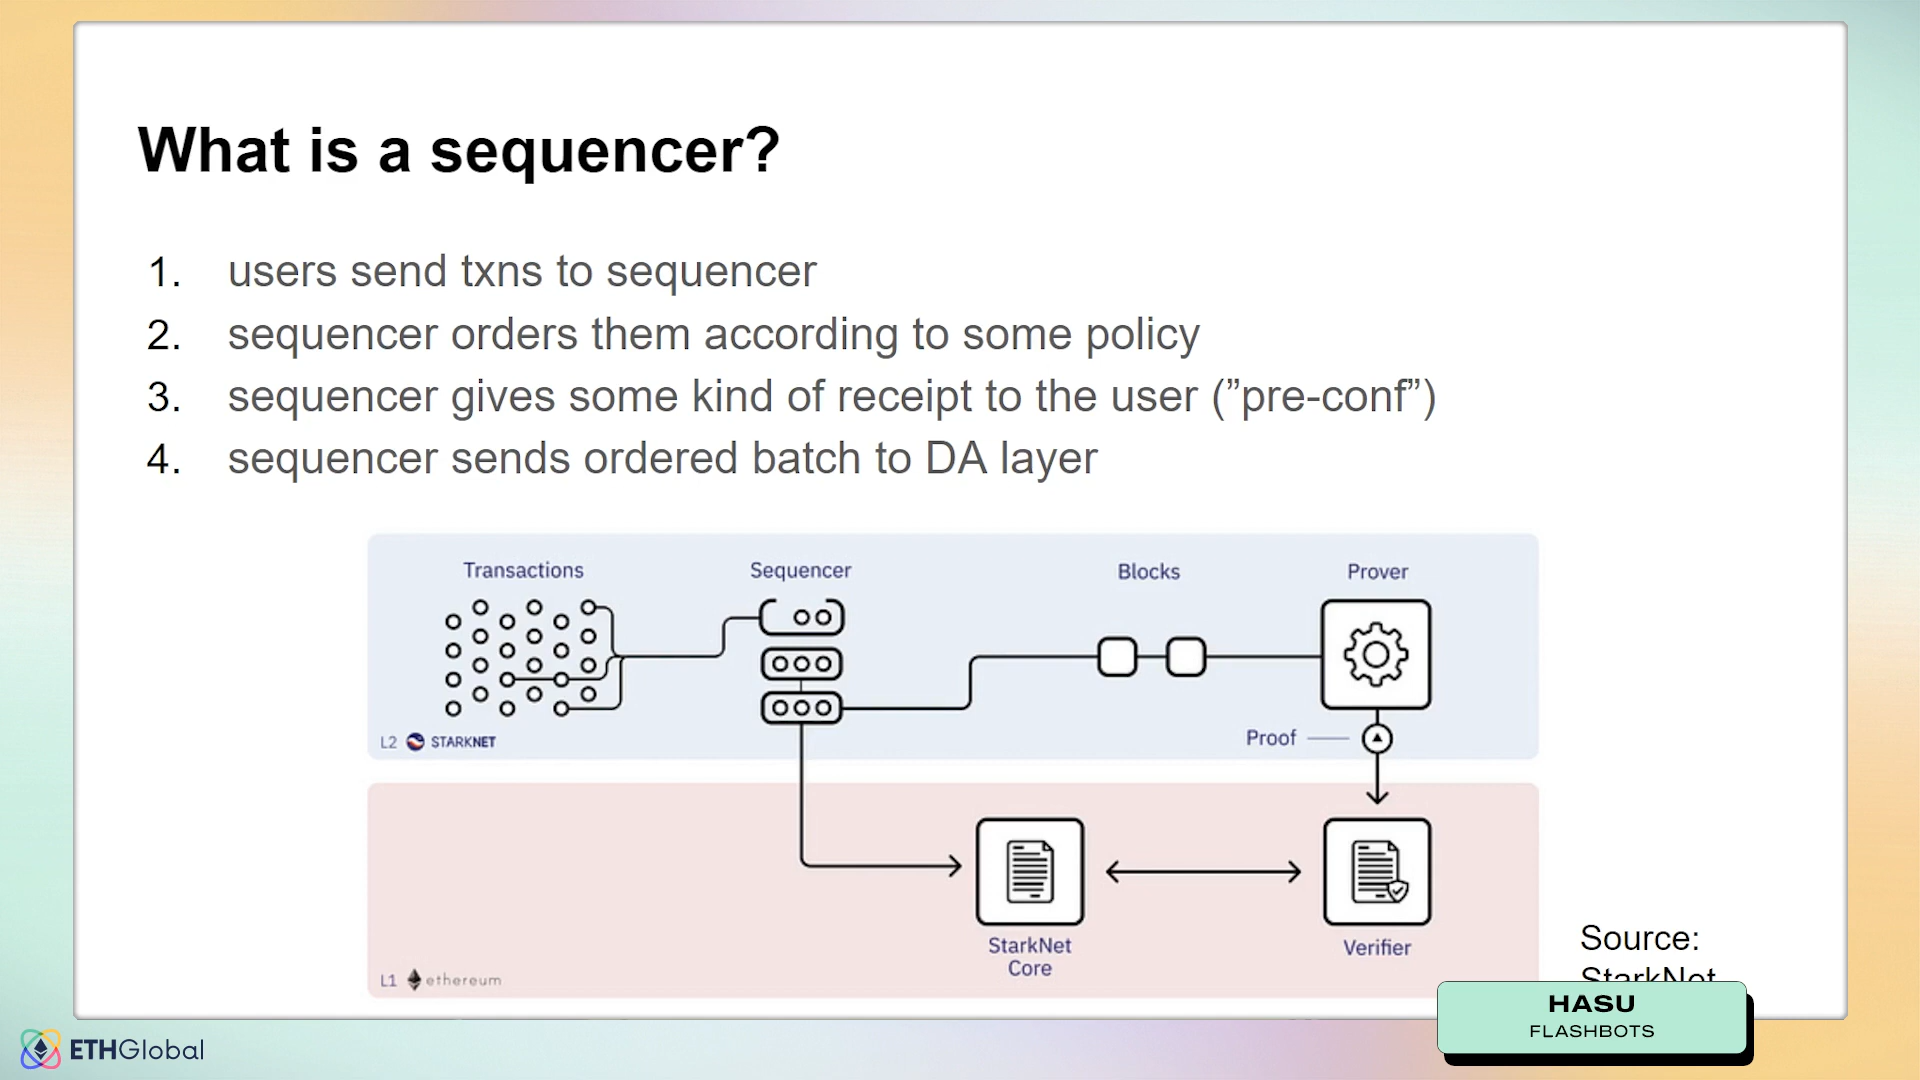 What is a sequencer?
1. users send txns to sequencer
2. sequencer orders them according to some policy
3. sequencer gives some kind of receipt to the user (”pre-conf”)
4. sequencer sends ordered batch to DA layer
Transactions
Sequencer
Blocks
Prover
L2 STARKNET
Proof
StarkNet
Core
Verifier
L1 ethereum
Source:
StarkNet
HASU
FLASHBOTS
ETHGlobal